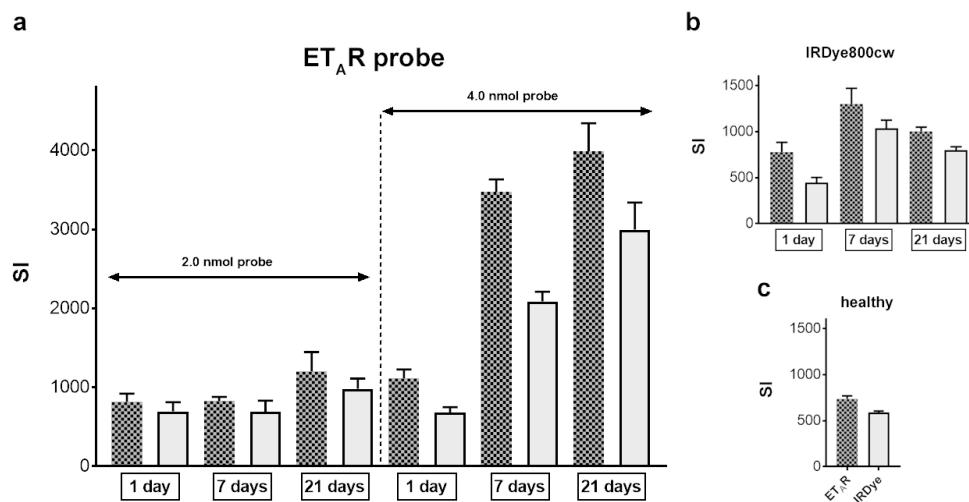 a
ET_A R probe
4.0 nmol probe
2.0 nmol probe
SI
4000
3000
2000
1000
0
1 day
7 days
21 days
1 day
7 days
21 days
b
IRDye800cw
SI
1500
1000
500
0
1 day
7 days
21 days
c
healthy
SI
1500
1000
500
0
ET_A R
IRDye